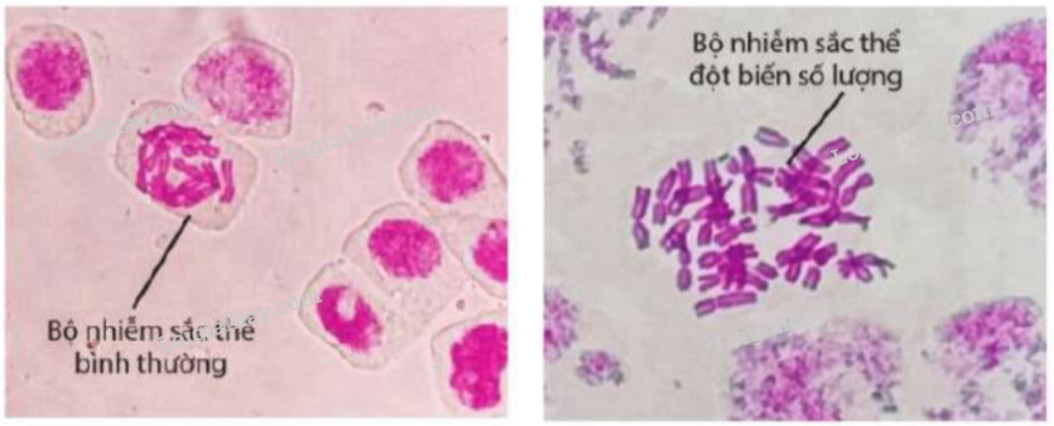 Bộ nhiễm sắc thể
bình thường
Bộ nhiễm sắc thể
đột biến số lượng